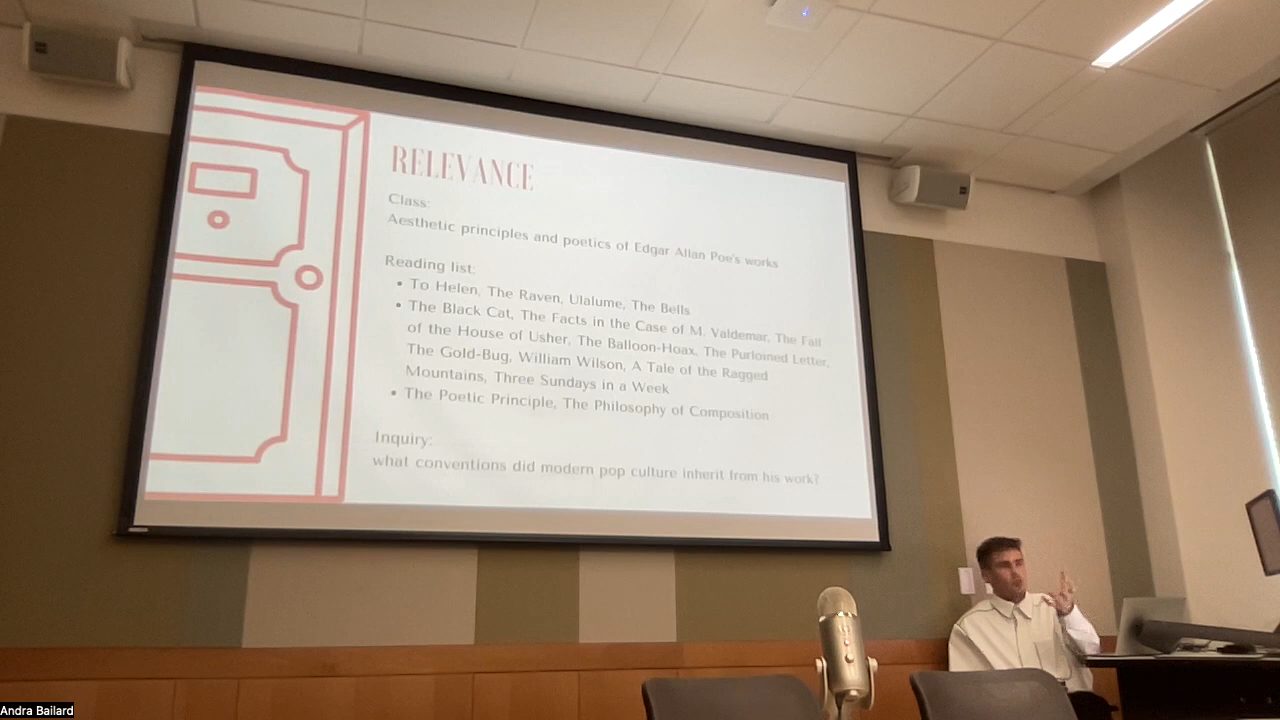 RELEVANCE
Class:
Aesthetic principles and poetics of Edgar Allan Poe's works
Reading list:
• To Helen, The Raven, Ulalume, The Bells
• The Black Cat, The Facts in the Case of M. Valdemar, The Fall
of the House of Usher, The Balloon-Hoax, The Purloined Letter,
The Gold-Bug, William Wilson, A Tale of the Ragged
Mountains, Three Sundays in a Week
• The Poetic Principle, The Philosophy of Composition
Inquiry:
what conventions did modern pop culture inherit from his work?
Andra Bailard